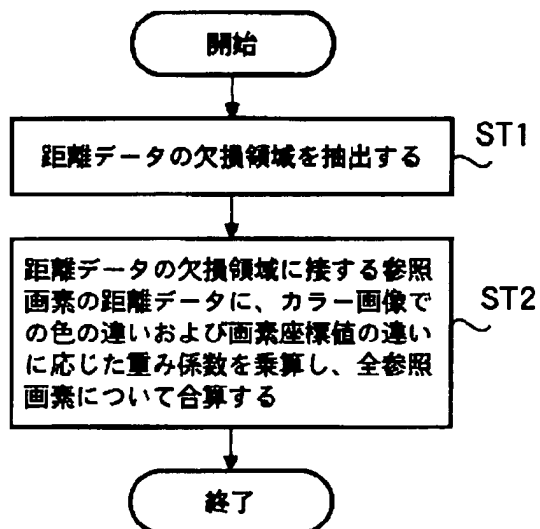 開始
距離データの欠損領域を抽出する
ST1
距離データの欠損領域に接する参照
画素の距離データに、カラー画像で
の色の違いおよび画素座標値の違い
に応じた重み係数を乗算し、全参照
画素について合算する
ST2
終了